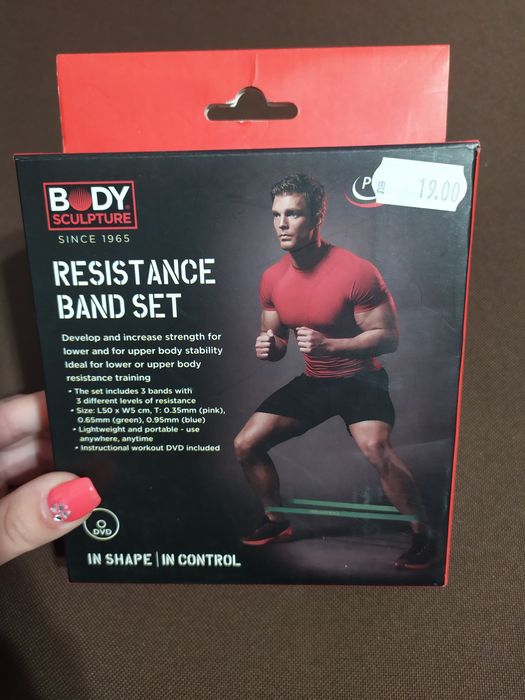 BODY
SCULPTURE
SINCE 1965
RESISTANCE
BAND SET
Develop and increase strength for
lower and for upper body stability
Ideal for lower or upper body
resistance training
• The set includes 3 bands with
3 different levels of resistance
• Size: L50 x W5 cm, T: 0.35mm (pink),
0.65mm (green), 0.95mm (blue)
• Lightweight and portable - use
anywhere, anytime
• Instructional workout DVD included
DVD
IN SHAPE | IN CONTROL
19.00